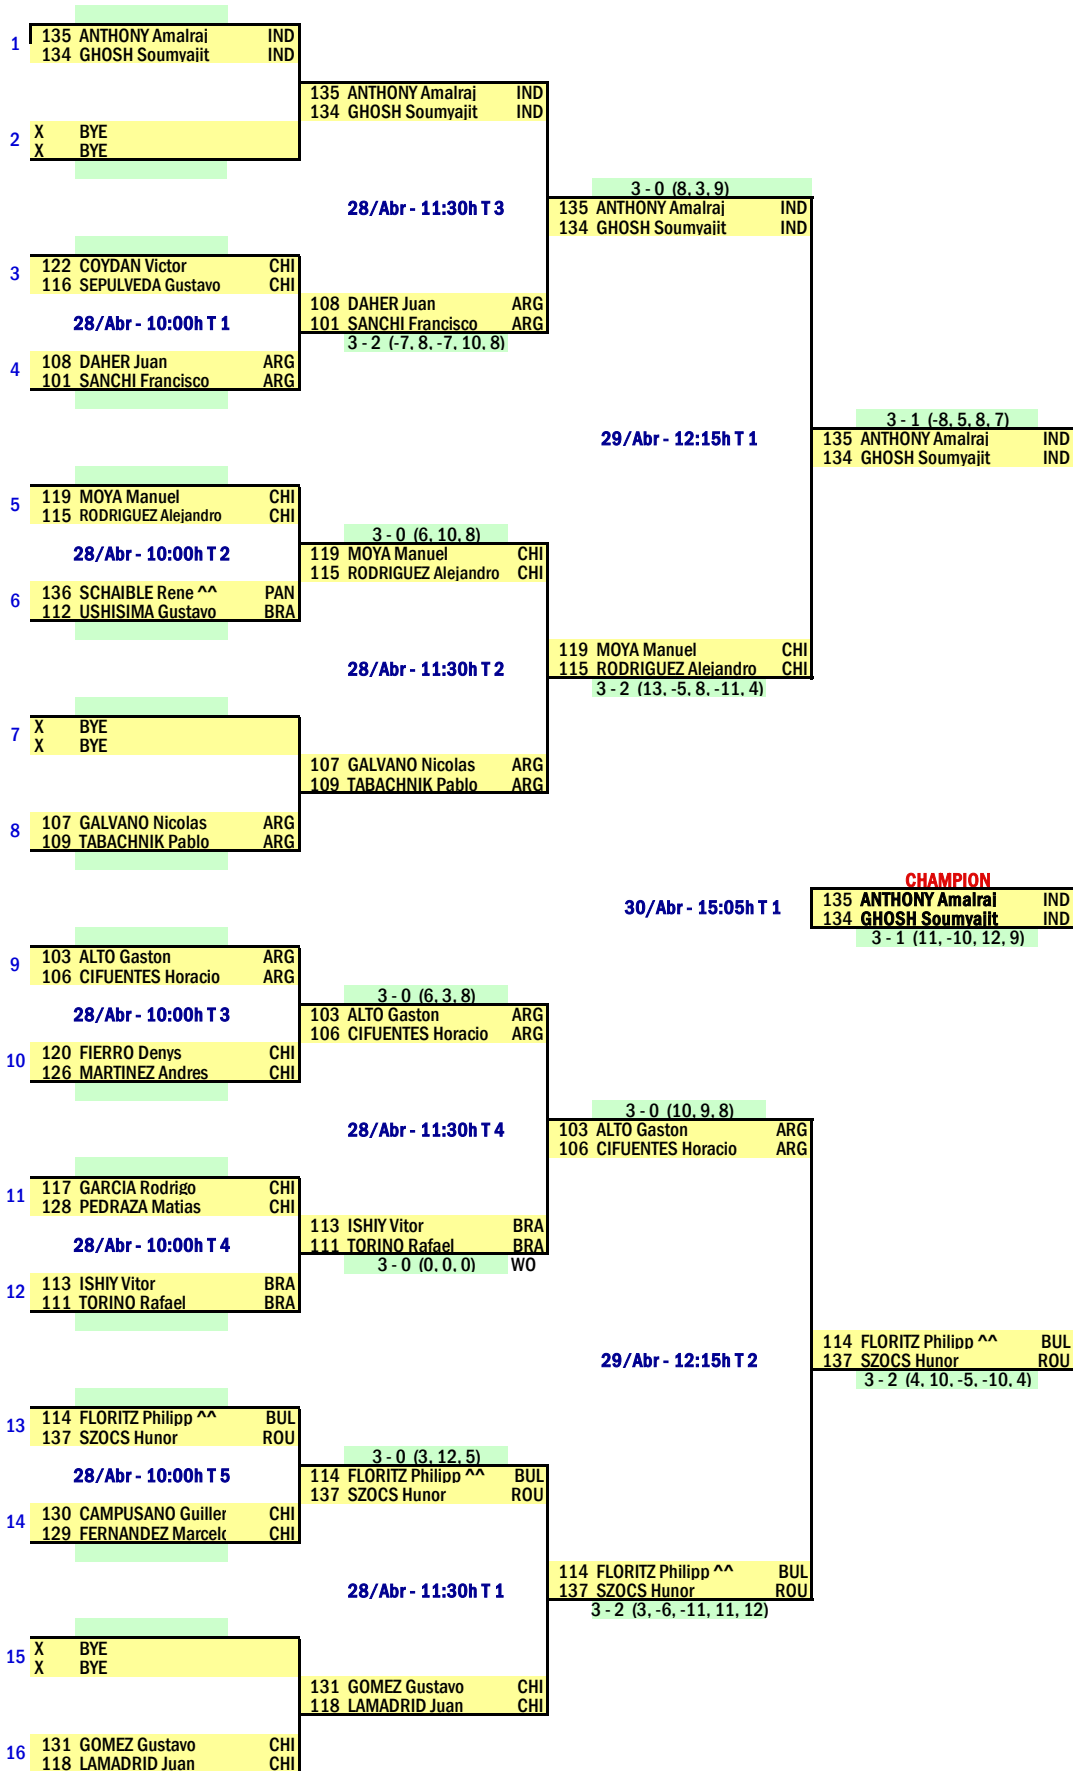 1 135 ANTHONY Amalraj IND
134 GHOSH Soumyajit IND
135 ANTHONY Amalraj IND
134 GHOSH Soumyajit IND
2 X BYE
X BYE
3 - 0 (8, 3, 9)
28/Abr - 11:30h T 3
135 ANTHONY Amalraj IND
134 GHOSH Soumyajit IND
3 122 COYDAN Victor CHI
116 SEPULVEDA Gustavo CHI
108 DAHER Juan ARG
28/Abr - 10:00h T 1
101 SANCHI Francisco ARG
3 - 2 (-7, 8, -7, 10, 8)
4 108 DAHER Juan ARG
101 SANCHI Francisco ARG
3 - 1 (-8, 5, 8, 7)
29/Abr - 12:15h T 1
135 ANTHONY Amalraj IND
134 GHOSH Soumyajit IND
5 119 MOYA Manuel CHI
115 RODRIGUEZ Alejandro CHI
3 - 0 (6, 10, 8)
28/Abr - 10:00h T 2
119 MOYA Manuel CHI
115 RODRIGUEZ Alejandro CHI
6 136 SCHAIBLE Rene ^^ PAN
112 USHISIMA Gustavo BRA
119 MOYA Manuel CHI
28/Abr - 11:30h T 2
115 RODRIGUEZ Alejandro CHI
3 - 2 (13, -5, 8, -11, 4)
7 X BYE
X BYE
107 GALVANO Nicolas ARG
109 TABACHNIK Pablo ARG
8 107 GALVANO Nicolas ARG
109 TABACHNIK Pablo ARG
CHAMPION
30/Abr - 15:05h T 1
135 ANTHONY Amalraj IND
134 GHOSH Soumyajit IND
3 - 1 (11, -10, 12, 9)
9 103 ALTO Gaston ARG
106 CIFUENTES Horacio ARG
3 - 0 (6, 3, 8)
28/Abr - 10:00h T 3
103 ALTO Gaston ARG
106 CIFUENTES Horacio ARG
10 120 FIERRO Denys CHI
126 MARTINEZ Andres CHI
3 - 0 (10, 9, 8)
28/Abr - 11:30h T 4
103 ALTO Gaston ARG
106 CIFUENTES Horacio ARG
11 117 GARCIA Rodrigo CHI
128 PEDRAZA Matias CHI
113 ISHIY Vitor BRA
28/Abr - 10:00h T 4
111 TORINO Rafael BRA
3 - 0 (0, 0, 0) WO
12 113 ISHIY Vitor BRA
111 TORINO Rafael BRA
114 FLORITZ Philipp ^^ BUL
29/Abr - 12:15h T 2
137 SZOCS Hunor ROU
3 - 2 (4, 10, -5, -10, 4)
13 114 FLORITZ Philipp ^^ BUL
137 SZOCS Hunor ROU
3 - 0 (3, 12, 5)
28/Abr - 10:00h T 5
114 FLORITZ Philipp ^^ BUL
137 SZOCS Hunor ROU
14 130 CAMPUSANO Guiller CHI
129 FERNANDEZ Marcelo CHI
114 FLORITZ Philipp ^^ BUL
28/Abr - 11:30h T 1
137 SZOCS Hunor ROU
3 - 2 (3, -6, -11, 11, 12)
15 X BYE
X BYE
131 GOMEZ Gustavo CHI
118 LAMADRID Juan CHI
16 131 GOMEZ Gustavo CHI
118 LAMADRID Juan CHI